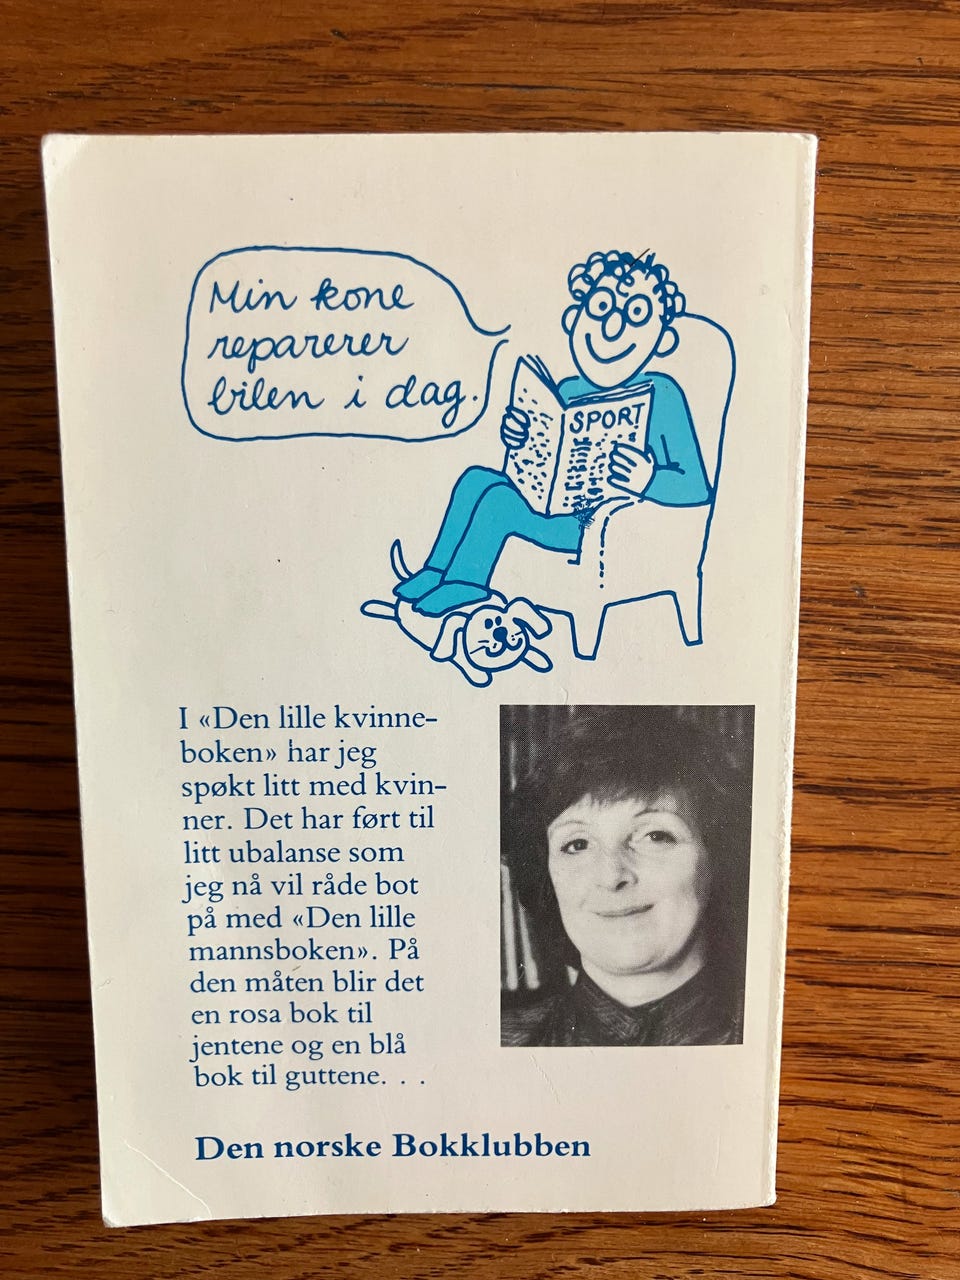 Min kone
reparerer
bilen i dag.
SPORT
I «Den lille kvinne-
boken» har jeg
spøkt litt med kvin-
ner. Det har ført til
litt ubalanse som
jeg nå vil råde bot
på med «Den lille
mannsboken». På
den måten blir det
en rosa bok til
jentene og en blå
bok til guttene. . .
Den norske Bokklubben